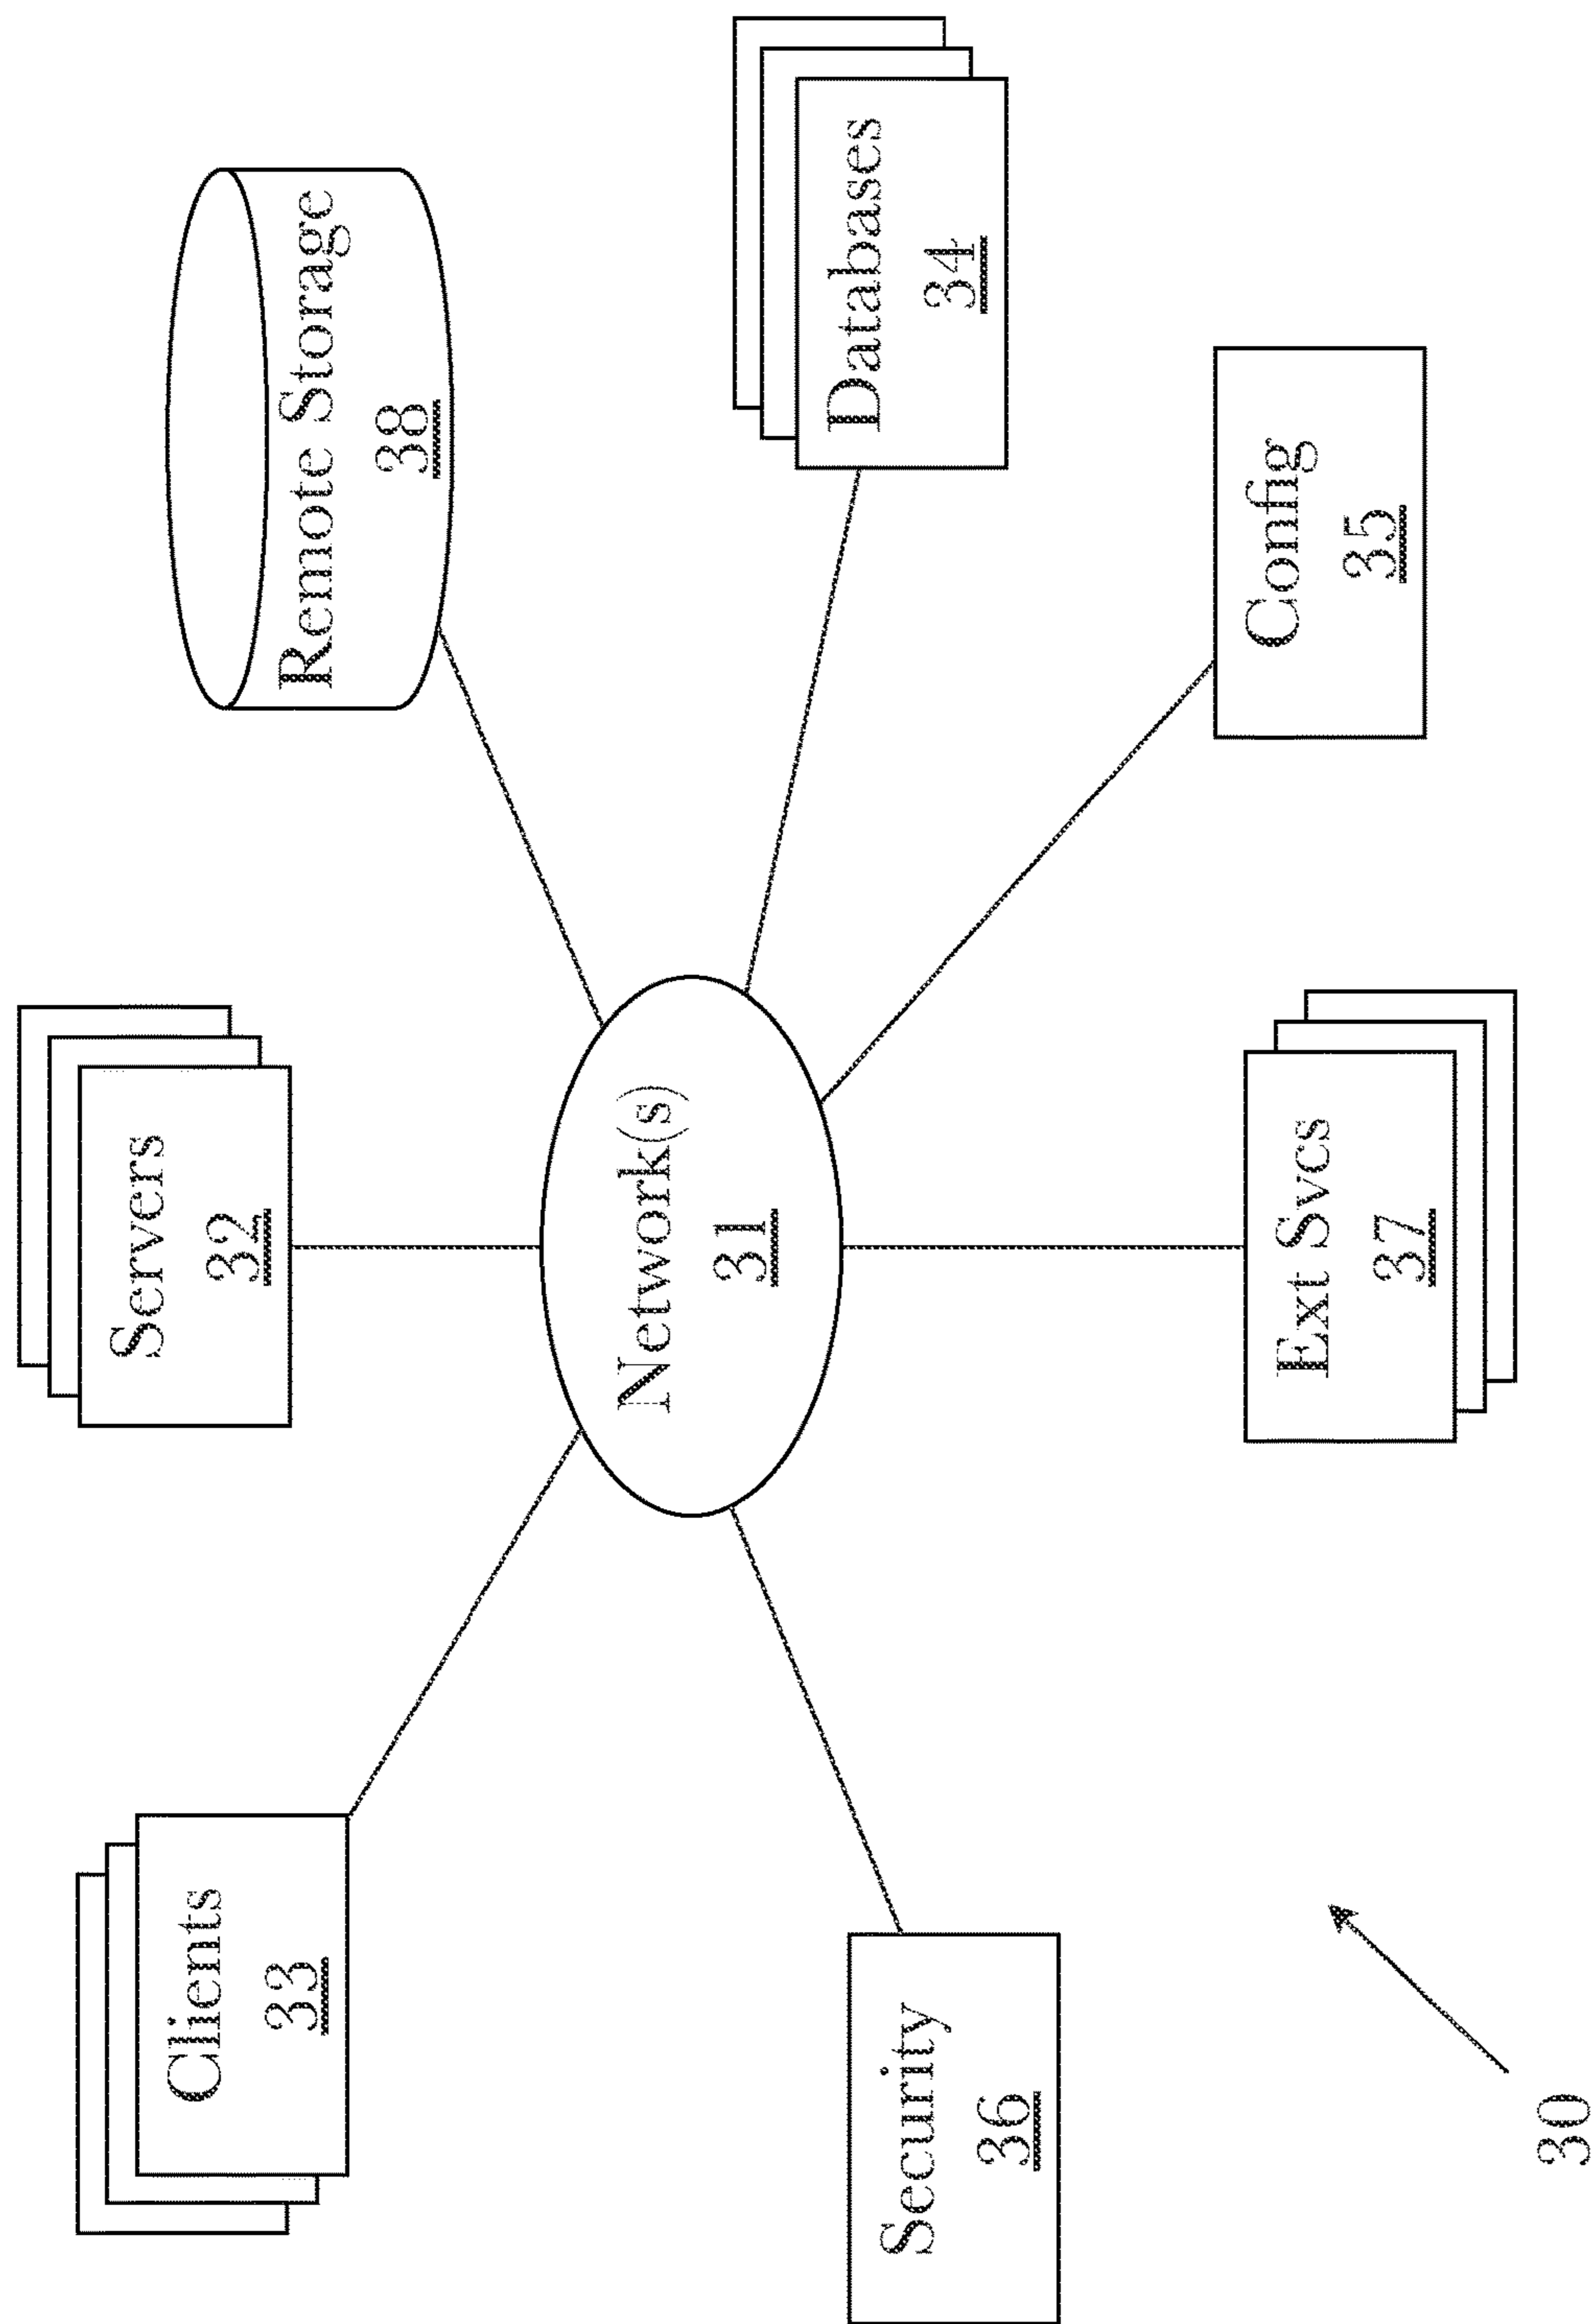 Servers
32
Clients
33
Remote Storage
38
Network(s)
31
Security
36
Databases
34
Ext Svcs
37
Config
35
30